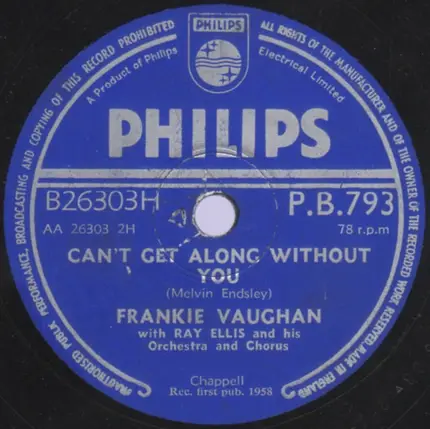 PHILIPS
A Product of Philips
Electrical Limited
PHILIPS
B26303H
P.B.793
AA 26303 2H
78 r.p.m
CAN'T GET ALONG WITHOUT
YOU
(Melvin Endsley)
FRANKIE VAUGHAN
with RAY ELLIS and his
Orchestra and Chorus
Chappell
Rec. first pub. 1958
UNAUTHORISED PUBLIC PERFORMANCE, BROADCASTING AND COPYING OF THIS RECORD PROHIBITED
ALL RIGHTS OF THE MANUFACTURER AND OF THE OWNER OF THE RECORDED WORK RESERVED. MADE IN ENGLAND